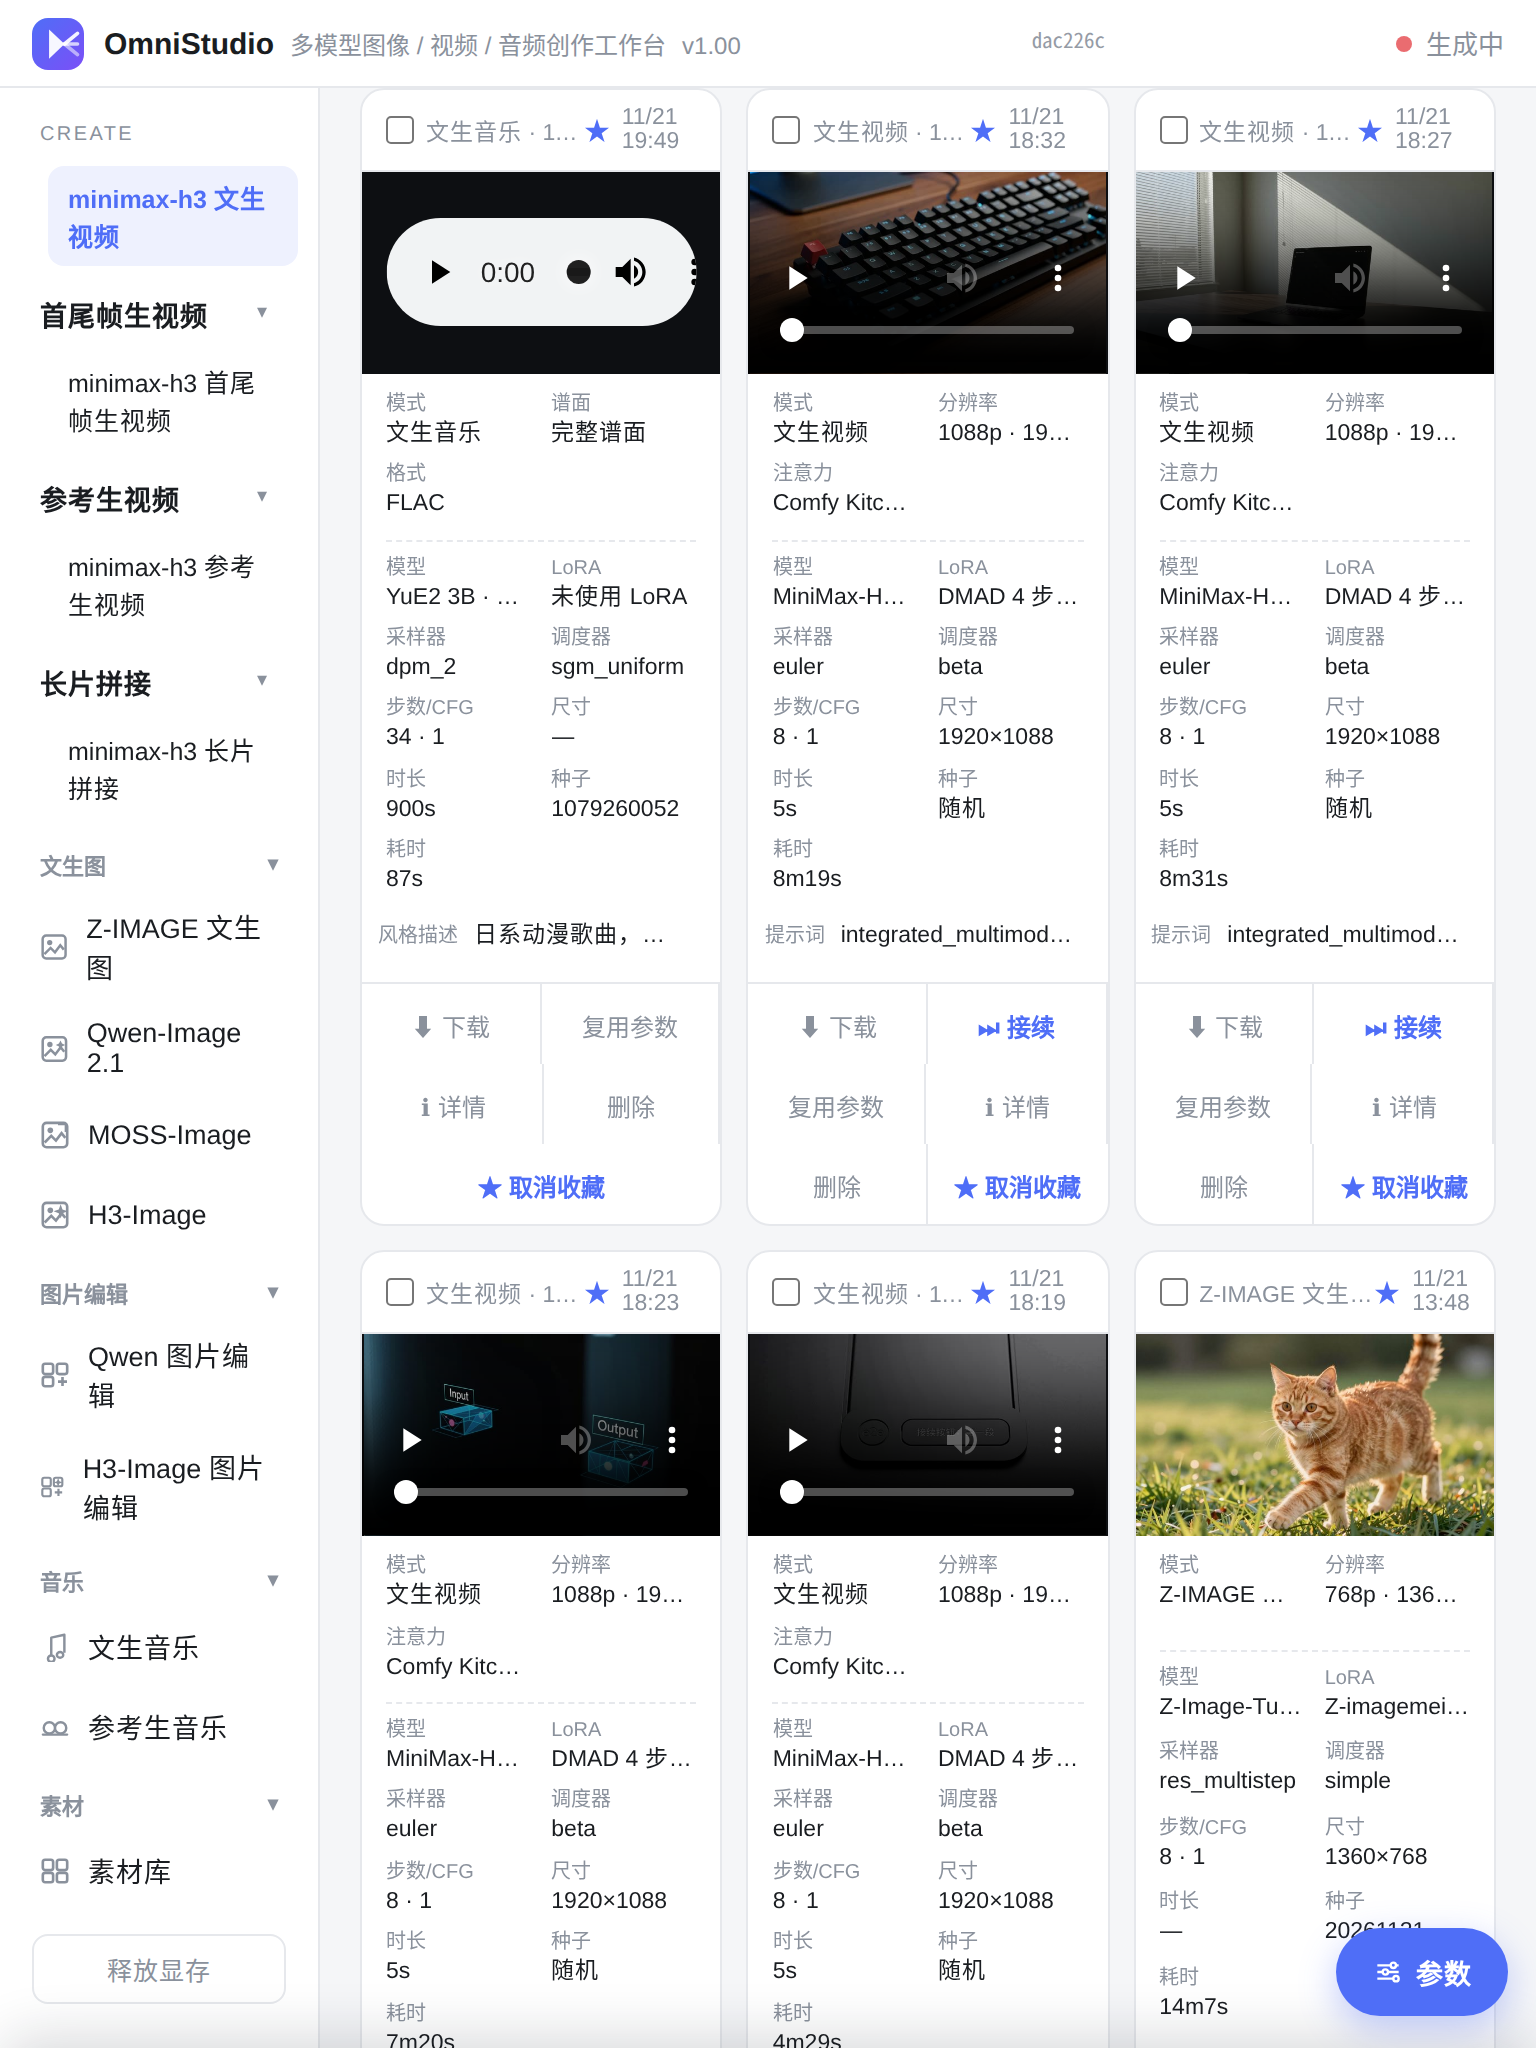 OmniStudio 多模型图像 / 视频 / 音频创作工作台 v1.00 dac226c 生成中
CREATE
minimax-h3 文生
视频
首尾帧生视频 ▼
minimax-h3 首尾
帧生视频
参考生视频 ▼
minimax-h3 参考
生视频
长片拼接 ▼
minimax-h3 长片
拼接
文生图 ▼
Z-IMAGE 文生
图
Qwen-Image
2.1
MOSS-Image
H3-Image
图片编辑 ▼
Qwen 图片编
辑
H3-Image 图片
编辑
音乐 ▼
文生音乐
参考生音乐
素材 ▼
素材库
释放显存
文生音乐 · 1… ★ 11/21
19:49
0:00
模式 谱面
文生音乐 完整谱面
格式
FLAC
模型 LoRA
YuE2 3B · … 未使用 LoRA
采样器 调度器
dpm_2 sgm_uniform
步数/CFG 尺寸
34 · 1 —
时长 种子
900s 1079260052
耗时
87s
风格描述 日系动漫歌曲，…
⬇ 下载 复用参数
ℹ 详情 删除
★ 取消收藏
文生视频 · 1… ★ 11/21
18:32
模式 分辨率
文生视频 1088p · 19…
注意力
Comfy Kitc…
模型 LoRA
MiniMax-H… DMAD 4 步…
采样器 调度器
euler beta
步数/CFG 尺寸
8 · 1 1920×1088
时长 种子
5s 随机
耗时
8m19s
提示词 integrated_multimod…
⬇ 下载 ⏭ 接续
复用参数 ℹ 详情
删除 ★ 取消收藏
文生视频 · 1… ★ 11/21
18:27
模式 分辨率
文生视频 1088p · 19…
注意力
Comfy Kitc…
模型 LoRA
MiniMax-H… DMAD 4 步…
采样器 调度器
euler beta
步数/CFG 尺寸
8 · 1 1920×1088
时长 种子
5s 随机
耗时
8m31s
提示词 integrated_multimod…
⬇ 下载 ⏭ 接续
复用参数 ℹ 详情
删除 ★ 取消收藏
文生视频 · 1… ★ 11/21
18:23
Input
Output
模式 分辨率
文生视频 1088p · 19…
注意力
Comfy Kitc…
模型 LoRA
MiniMax-H… DMAD 4 步…
采样器 调度器
euler beta
步数/CFG 尺寸
8 · 1 1920×1088
时长 种子
5s 随机
耗时
7m20s
文生视频 · 1… ★ 11/21
18:19
模式 分辨率
文生视频 1088p · 19…
注意力
Comfy Kitc…
模型 LoRA
MiniMax-H… DMAD 4 步…
采样器 调度器
euler beta
步数/CFG 尺寸
8 · 1 1920×1088
时长 种子
5s 随机
耗时
4m29s
Z-IMAGE 文生… ★ 11/21
13:48
模式 分辨率
Z-IMAGE … 768p · 136…
模型 LoRA
Z-Image-Tu… Z-imagemei…
采样器 调度器
res_multistep simple
步数/CFG 尺寸
8 · 1 1360×768
时长 种子
— 20261121
耗时
14m7s
参数